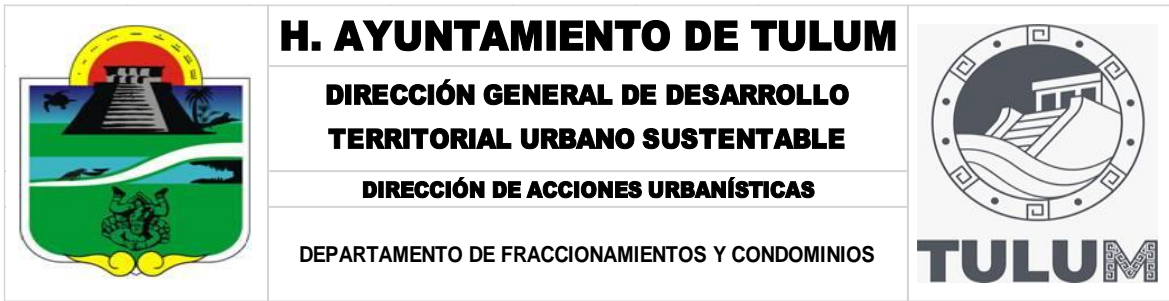 H. AYUNTAMIENTO DE TULUM
DIRECCIÓN GENERAL DE DESARROLLO
TERRITORIAL URBANO SUSTENTABLE
DIRECCIÓN DE ACCIONES URBANÍSTICAS
DEPARTAMENTO DE FRACCIONAMIENTOS Y CONDOMINIOS
TULUM